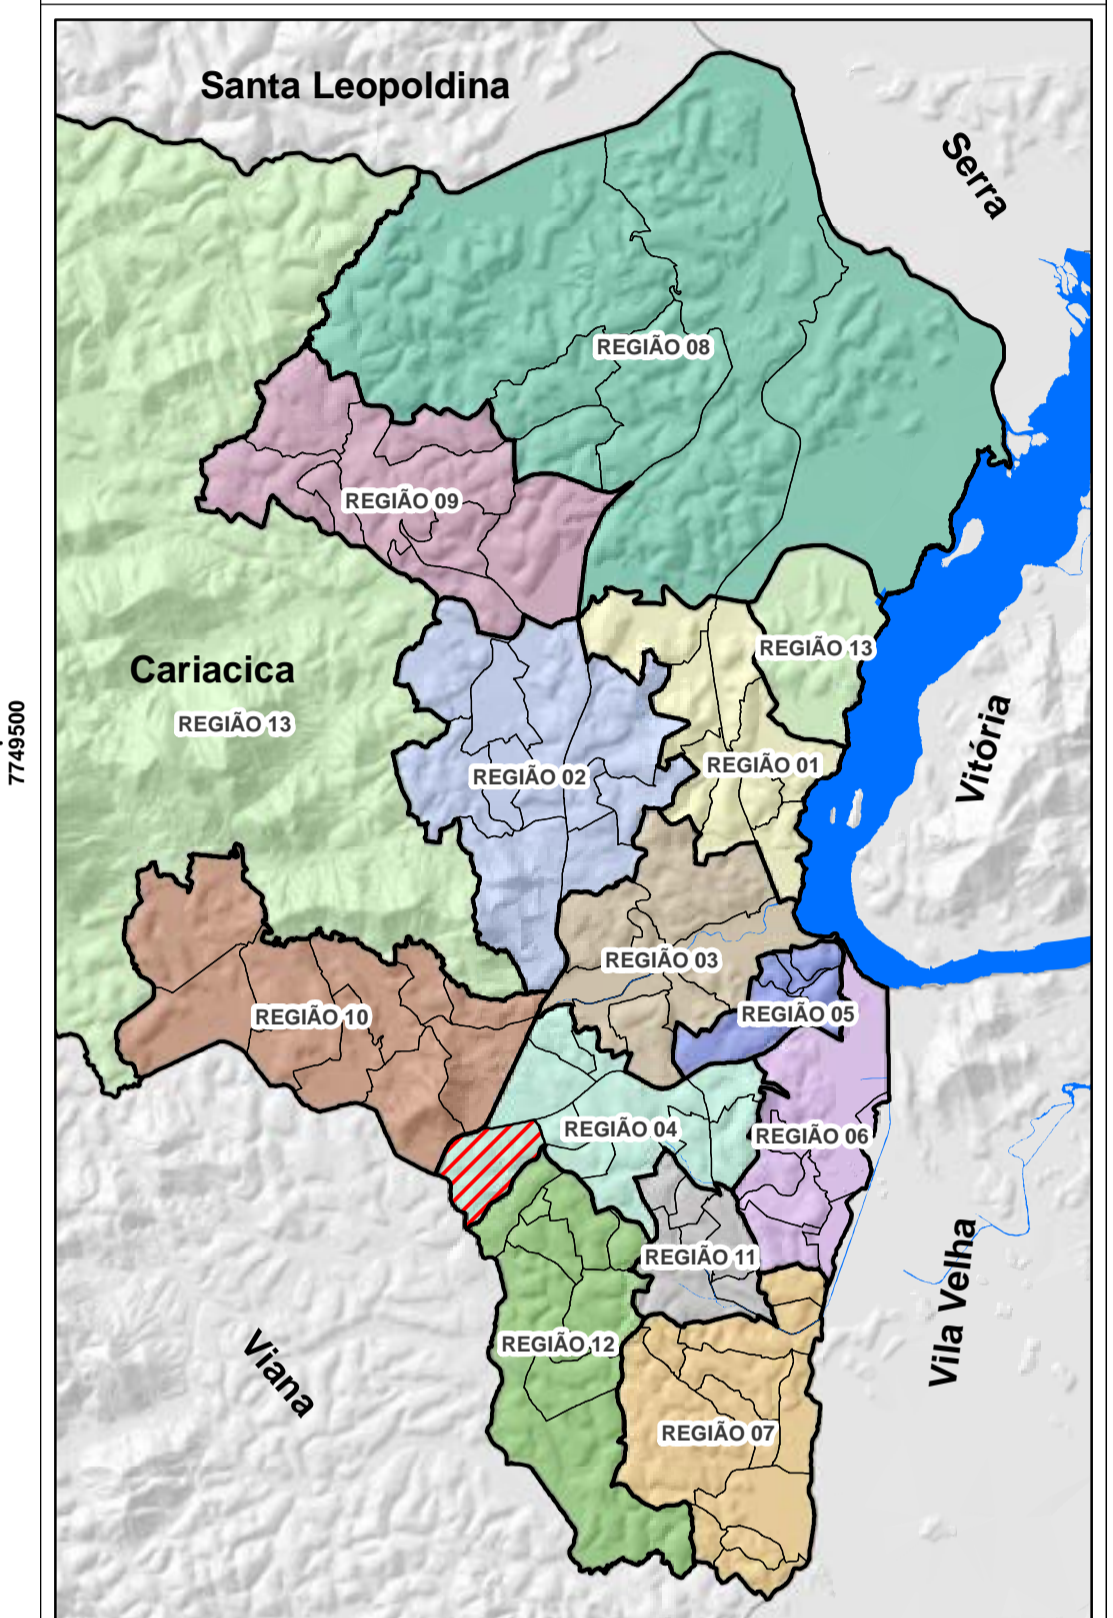 Santa Leopoldina
Serra
REGIÃO 08
REGIÃO 09
REGIÃO 13
Cariacica
REGIÃO 13
7749500
Vitória
REGIÃO 01
REGIÃO 02
REGIÃO 03
REGIÃO 05
REGIÃO 10
REGIÃO 04
REGIÃO 06
REGIÃO 11
Vila Velha
REGIÃO 12
Viana
REGIÃO 07